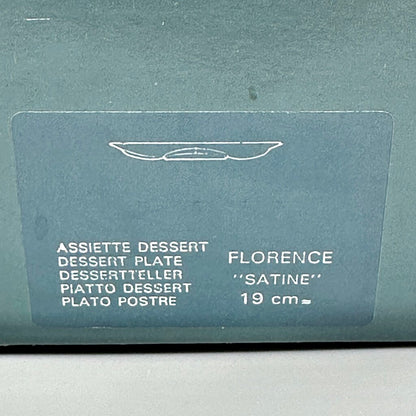 ASSIETTE DESSERT
DESSERT PLATE
DESSERTTELLER
PIATTO DESSERT
PLATO POSTRE
FLORENCE
"SATINE"
19 cm~